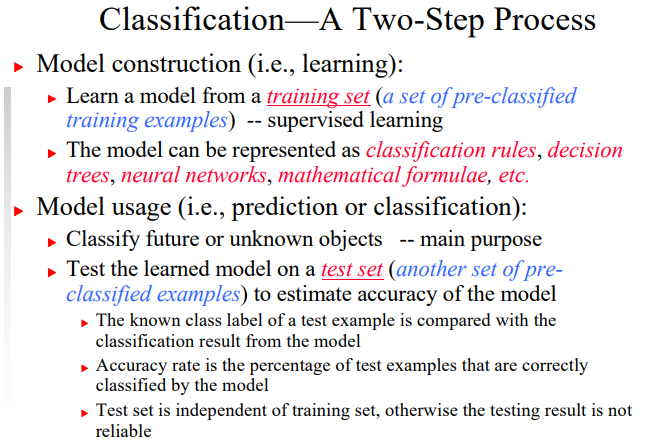 Classification—A Two-Step Process
Model construction (i.e., learning):
Learn a model from a training set (a set of pre-classified
training examples) -- supervised learning
The model can be represented as classification rules, decision
trees, neural networks, mathematical formulae, etc.
Model usage (i.e., prediction or classification):
Classify future or unknown objects -- main purpose
Test the learned model on a test set (another set of pre-
classified examples) to estimate accuracy of the model
The known class label of a test example is compared with the
classification result from the model
Accuracy rate is the percentage of test examples that are correctly
classified by the model
Test set is independent of training set, otherwise the testing result is not
reliable